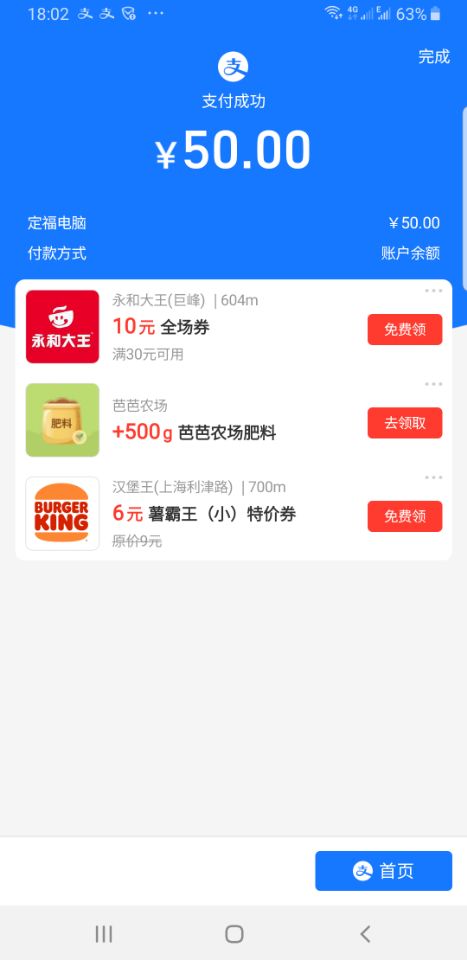 18:02 支 支 ···
4G E 63%
完成
支
支付成功
￥50.00
定福电脑 ￥50.00
付款方式 账户余额
永和大王
永和大王(巨峰) | 604m
10元 全场券
满30元可用
免费领
肥料
芭芭农场
+500g 芭芭农场肥料
去领取
BURGER
KING
汉堡王(上海利津路) | 700m
6元 薯霸王（小）特价券
原价9元
免费领
支 首页